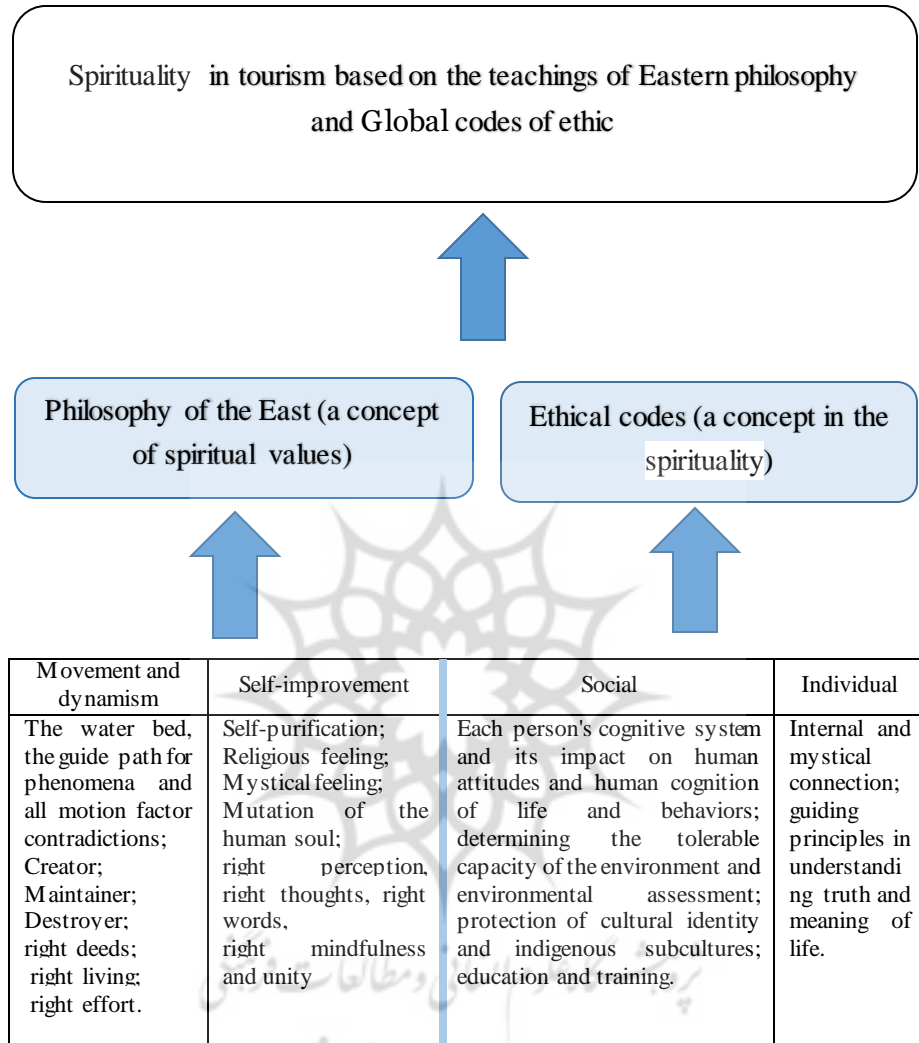 Spirituality in tourism based on the teachings of Eastern philosophy
and Global codes of ethic
Philosophy of the East (a concept
of spiritual values)
Ethical codes (a concept in the
spirituality)
Movement and
dynamism
The water bed,
the guide path for
phenomena and
all motion factor
contradictions;
Creator;
Maintainer;
Destroyer;
right deeds;
right living;
right effort.
Self-improvement
Self-purification;
Religious feeling;
Mystical feeling;
Mutation of the
human soul;
right perception,
right thoughts, right
words,
right mindfulness
and unity
Social
Each person's cognitive system
and its impact on human
attitudes and human cognition
of life and behaviors;
determining the tolerable
capacity of the environment and
environmental assessment;
protection of cultural identity
and indigenous subcultures;
education and training.
Individual
Internal and
mystical
connection;
guiding
principles in
understandi
ng truth and
meaning of
life.
پژوهشگاه علوم انسانی و مطالعات فرهنگی